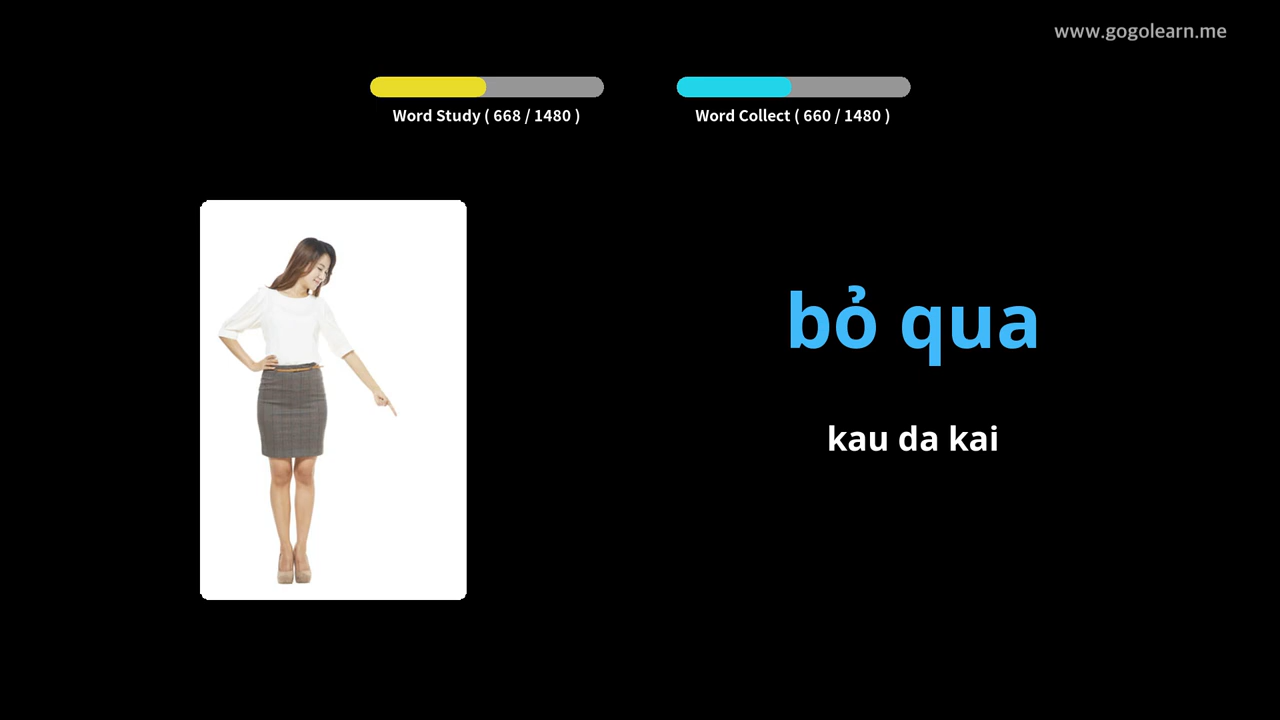 www.gogolearn.me
Word Study ( 668 / 1480 )
Word Collect ( 660 / 1480 )
bỏ qua
kau da kai